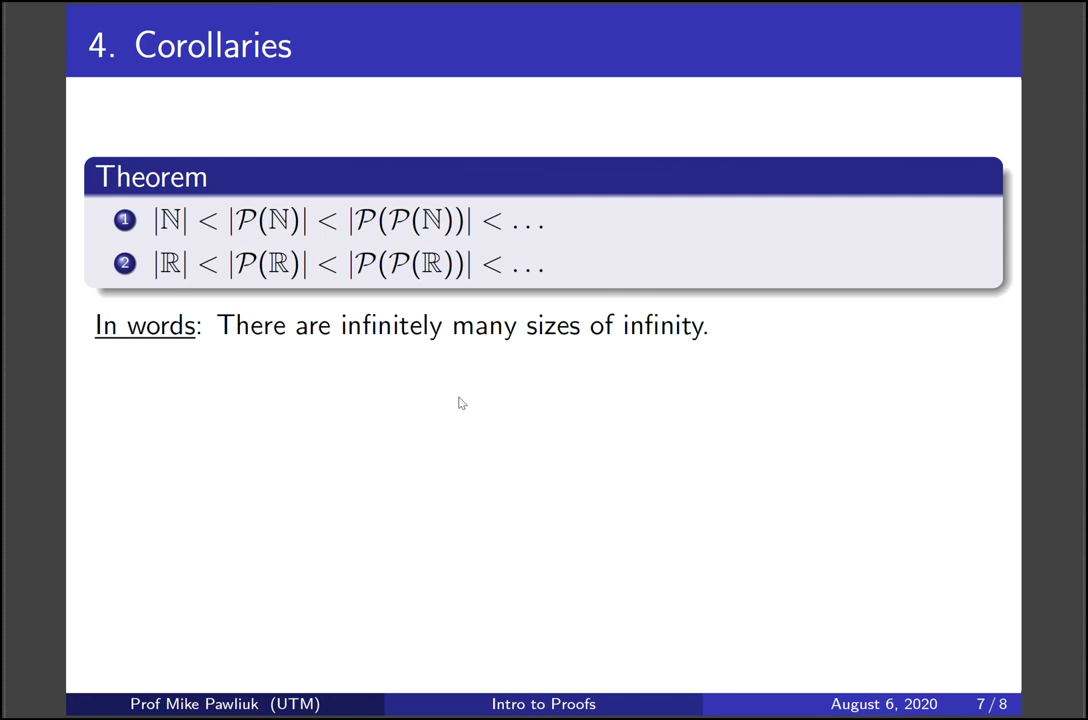 4. Corollaries
Theorem
1 |ℕ| < |𝒫(ℕ)| < |𝒫(𝒫(ℕ))| < …
2 |ℝ| < |𝒫(ℝ)| < |𝒫(𝒫(ℝ))| < …
In words: There are infinitely many sizes of infinity.
Prof Mike Pawliuk (UTM) Intro to Proofs August 6, 2020 7 / 8